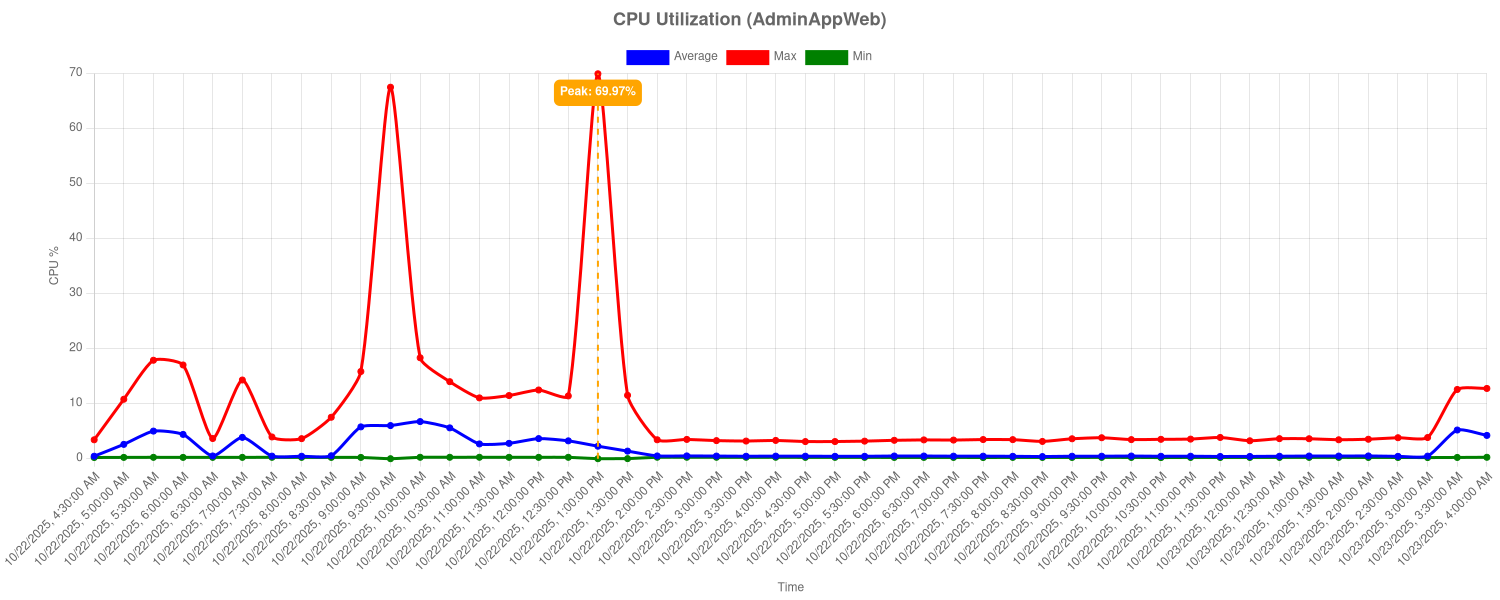 CPU Utilization (AdminAppWeb)
Average Max Min
70
Peak: 69.97%
60
50
40
30
20
10
0
CPU %
10/22/2025, 4:30:00 AM
10/22/2025, 5:00:00 AM
10/22/2025, 5:30:00 AM
10/22/2025, 6:00:00 AM
10/22/2025, 6:30:00 AM
10/22/2025, 7:00:00 AM
10/22/2025, 7:30:00 AM
10/22/2025, 8:00:00 AM
10/22/2025, 8:30:00 AM
10/22/2025, 9:00:00 AM
10/22/2025, 9:30:00 AM
10/22/2025, 10:00:00 AM
10/22/2025, 10:30:00 AM
10/22/2025, 11:00:00 AM
10/22/2025, 11:30:00 AM
10/22/2025, 12:00:00 PM
10/22/2025, 12:30:00 PM
10/22/2025, 1:00:00 PM
10/22/2025, 1:30:00 PM
10/22/2025, 2:00:00 PM
10/22/2025, 2:30:00 PM
10/22/2025, 3:00:00 PM
10/22/2025, 3:30:00 PM
10/22/2025, 4:00:00 PM
10/22/2025, 4:30:00 PM
10/22/2025, 5:00:00 PM
10/22/2025, 5:30:00 PM
10/22/2025, 6:00:00 PM
10/22/2025, 6:30:00 PM
10/22/2025, 7:00:00 PM
10/22/2025, 7:30:00 PM
10/22/2025, 8:00:00 PM
10/22/2025, 8:30:00 PM
10/22/2025, 9:00:00 PM
10/22/2025, 9:30:00 PM
10/22/2025, 10:00:00 PM
10/22/2025, 10:30:00 PM
10/22/2025, 11:00:00 PM
10/22/2025, 11:30:00 PM
10/23/2025, 12:00:00 AM
10/23/2025, 12:30:00 AM
10/23/2025, 1:00:00 AM
10/23/2025, 1:30:00 AM
10/23/2025, 2:00:00 AM
10/23/2025, 2:30:00 AM
10/23/2025, 3:00:00 AM
10/23/2025, 3:30:00 AM
10/23/2025, 4:00:00 AM
Time